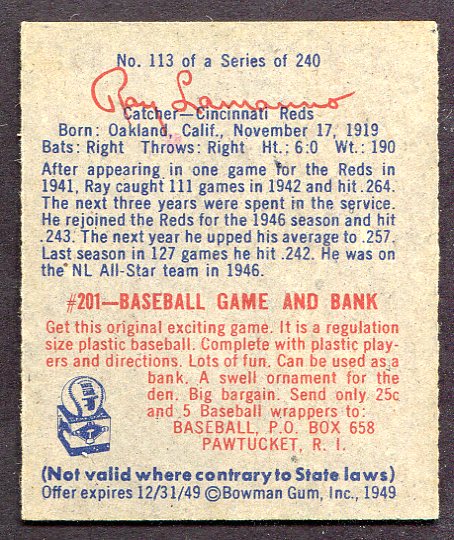 No. 113 of a Series of 240
Ray Lamanno
Catcher—Cincinnati Reds
Born: Oakland, Calif., November 17, 1919
Bats: Right Throws: Right Ht.: 6:0 Wt.: 190
After appearing in one game for the Reds in
1941, Ray caught 111 games in 1942 and hit .264.
The next three years were spent in the service.
He rejoined the Reds for the 1946 season and hit
.243. The next year he upped his average to .257.
Last season in 127 games he hit .242. He was on
the NL All-Star team in 1946.
#201—BASEBALL GAME AND BANK
Get this original exciting game. It is a regulation
size plastic baseball. Complete with plastic play-
ers and directions. Lots of fun. Can be used as a
bank. A swell ornament for the
den. Big bargain. Send only 25c
and 5 Baseball wrappers to:
BASEBALL, P.O. BOX 658
PAWTUCKET, R. I.
(Not valid where contrary to State laws)
Offer expires 12/31/49 ©Bowman Gum, Inc., 1949